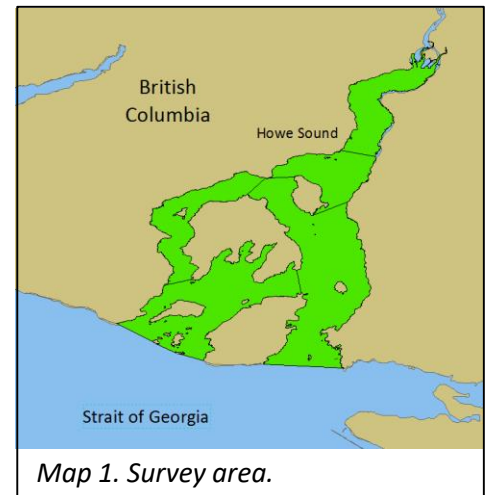 British
Columbia
Howe Sound
Strait of Georgia
Map 1. Survey area.